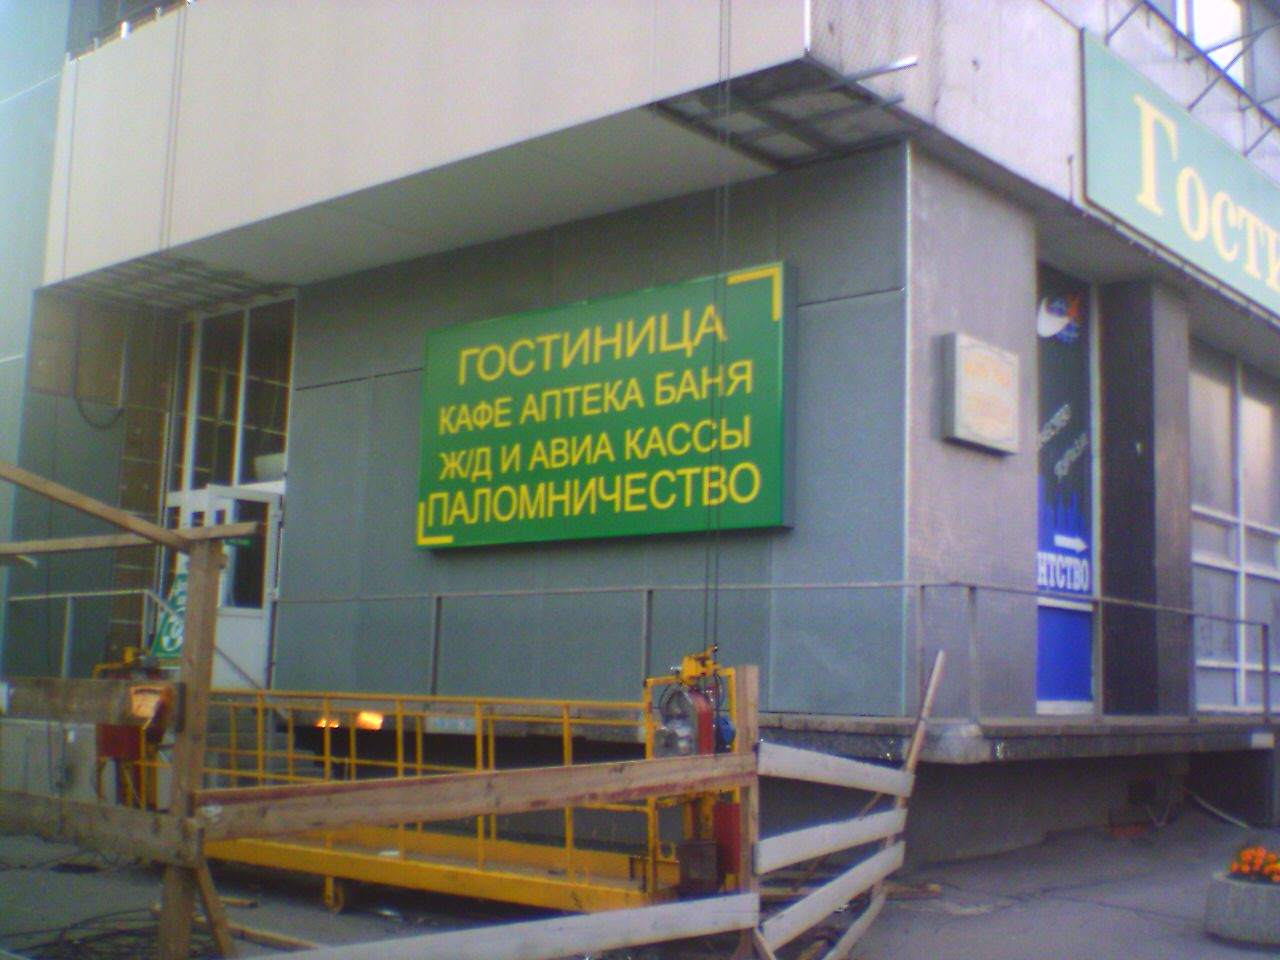 ГОСТИНИЦА
КАФЕ АПТЕКА БАНЯ
Ж/Д И АВИА КАССЫ
ПАЛОМНИЧЕСТВО
Гости
НТСТВО